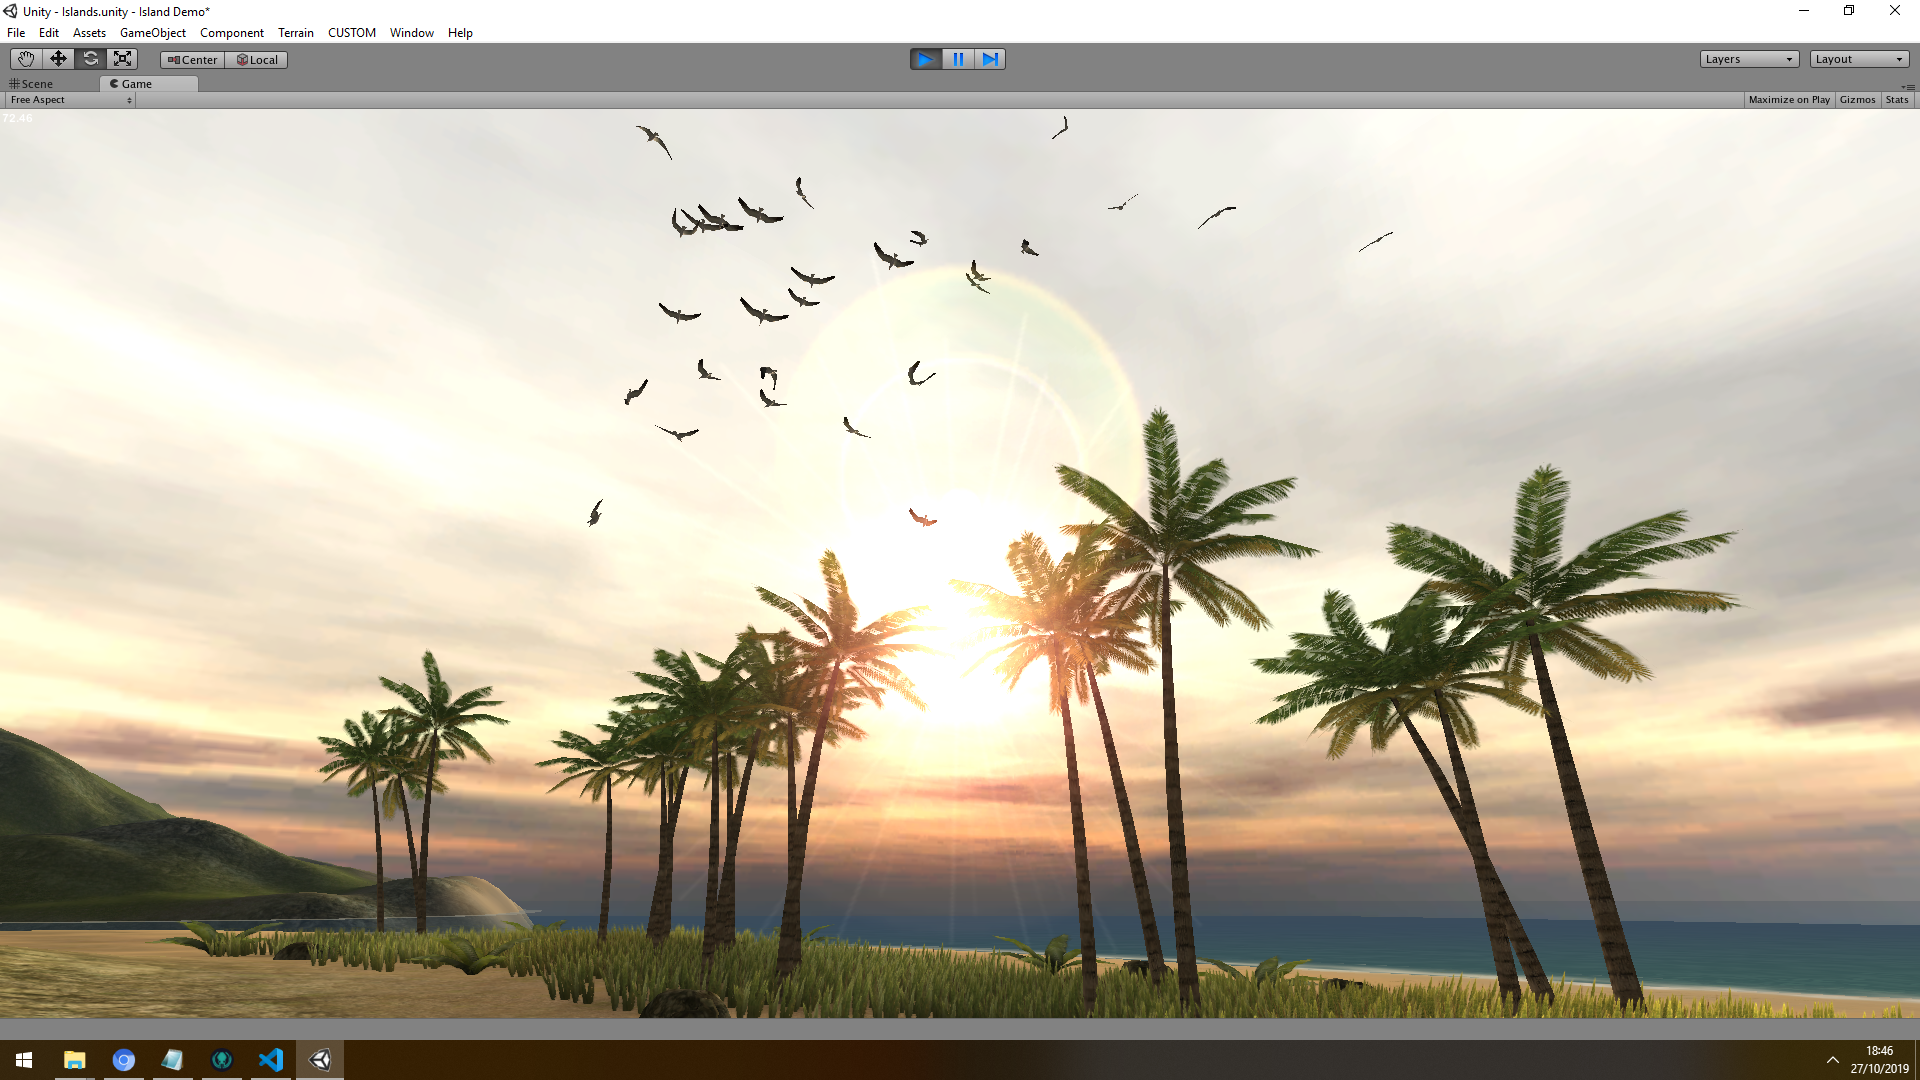 Unity - Islands.unity - Island Demo*
File Edit Assets GameObject Component Terrain CUSTOM Window Help
Center Local Layers Layout
Scene Game
Free Aspect Maximize on Play Gizmos Stats
72.46
18:46
27/10/2019